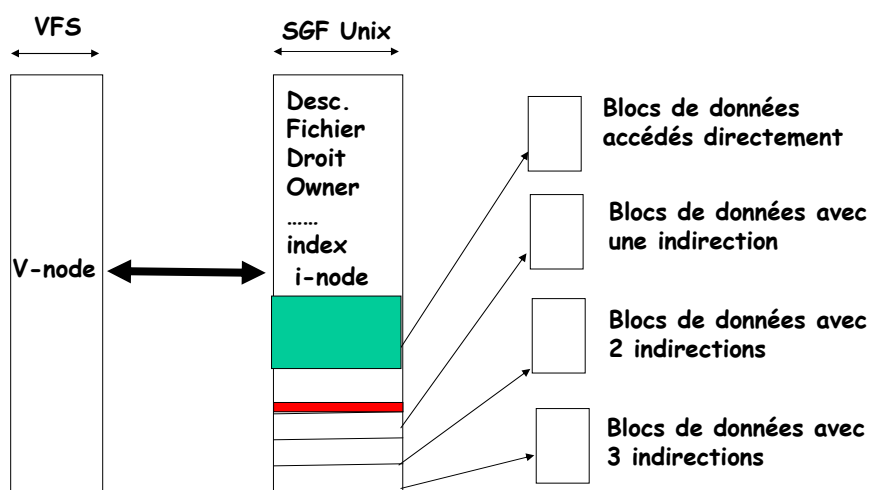 VFS
SGF Unix
Desc.
Fichier
Droit
Owner
......
index
i-node
V-node
Blocs de données
accédés directement
Blocs de données avec
une indirection
Blocs de données avec
2 indirections
Blocs de données avec
3 indirections